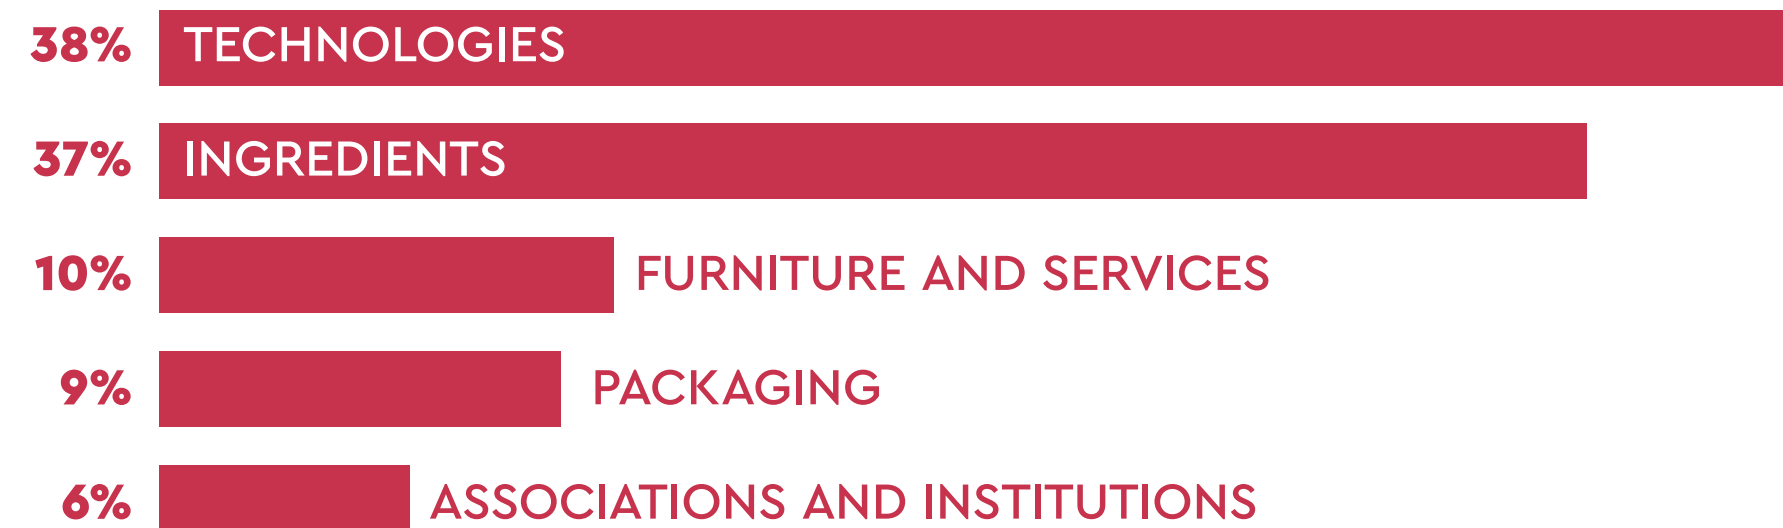 38% TECHNOLOGIES
37% INGREDIENTS
10% FURNITURE AND SERVICES
9% PACKAGING
6% ASSOCIATIONS AND INSTITUTIONS